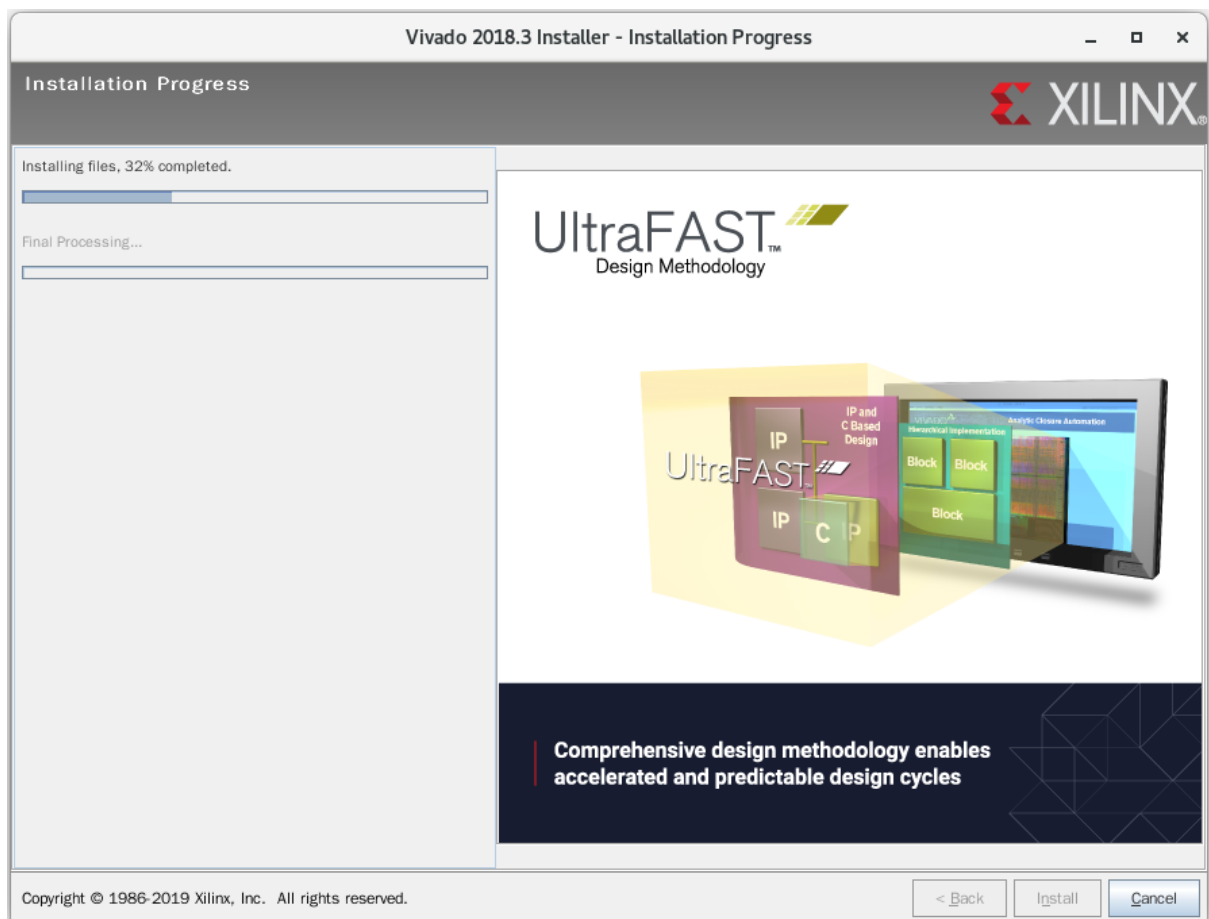 Vivado 2018.3 Installer - Installation Progress
Installation Progress
XILINX®
Installing files, 32% completed.
Final Processing...
UltraFAST™
Design Methodology
IP and
C Based
Design
IP
UltraFAST
IP
C
IP
Analytic Closure Automation
Hierarchical Implementation
Block
Block
Block
Comprehensive design methodology enables
accelerated and predictable design cycles
Copyright © 1986-2019 Xilinx, Inc. All rights reserved.
< Back
Install
Cancel